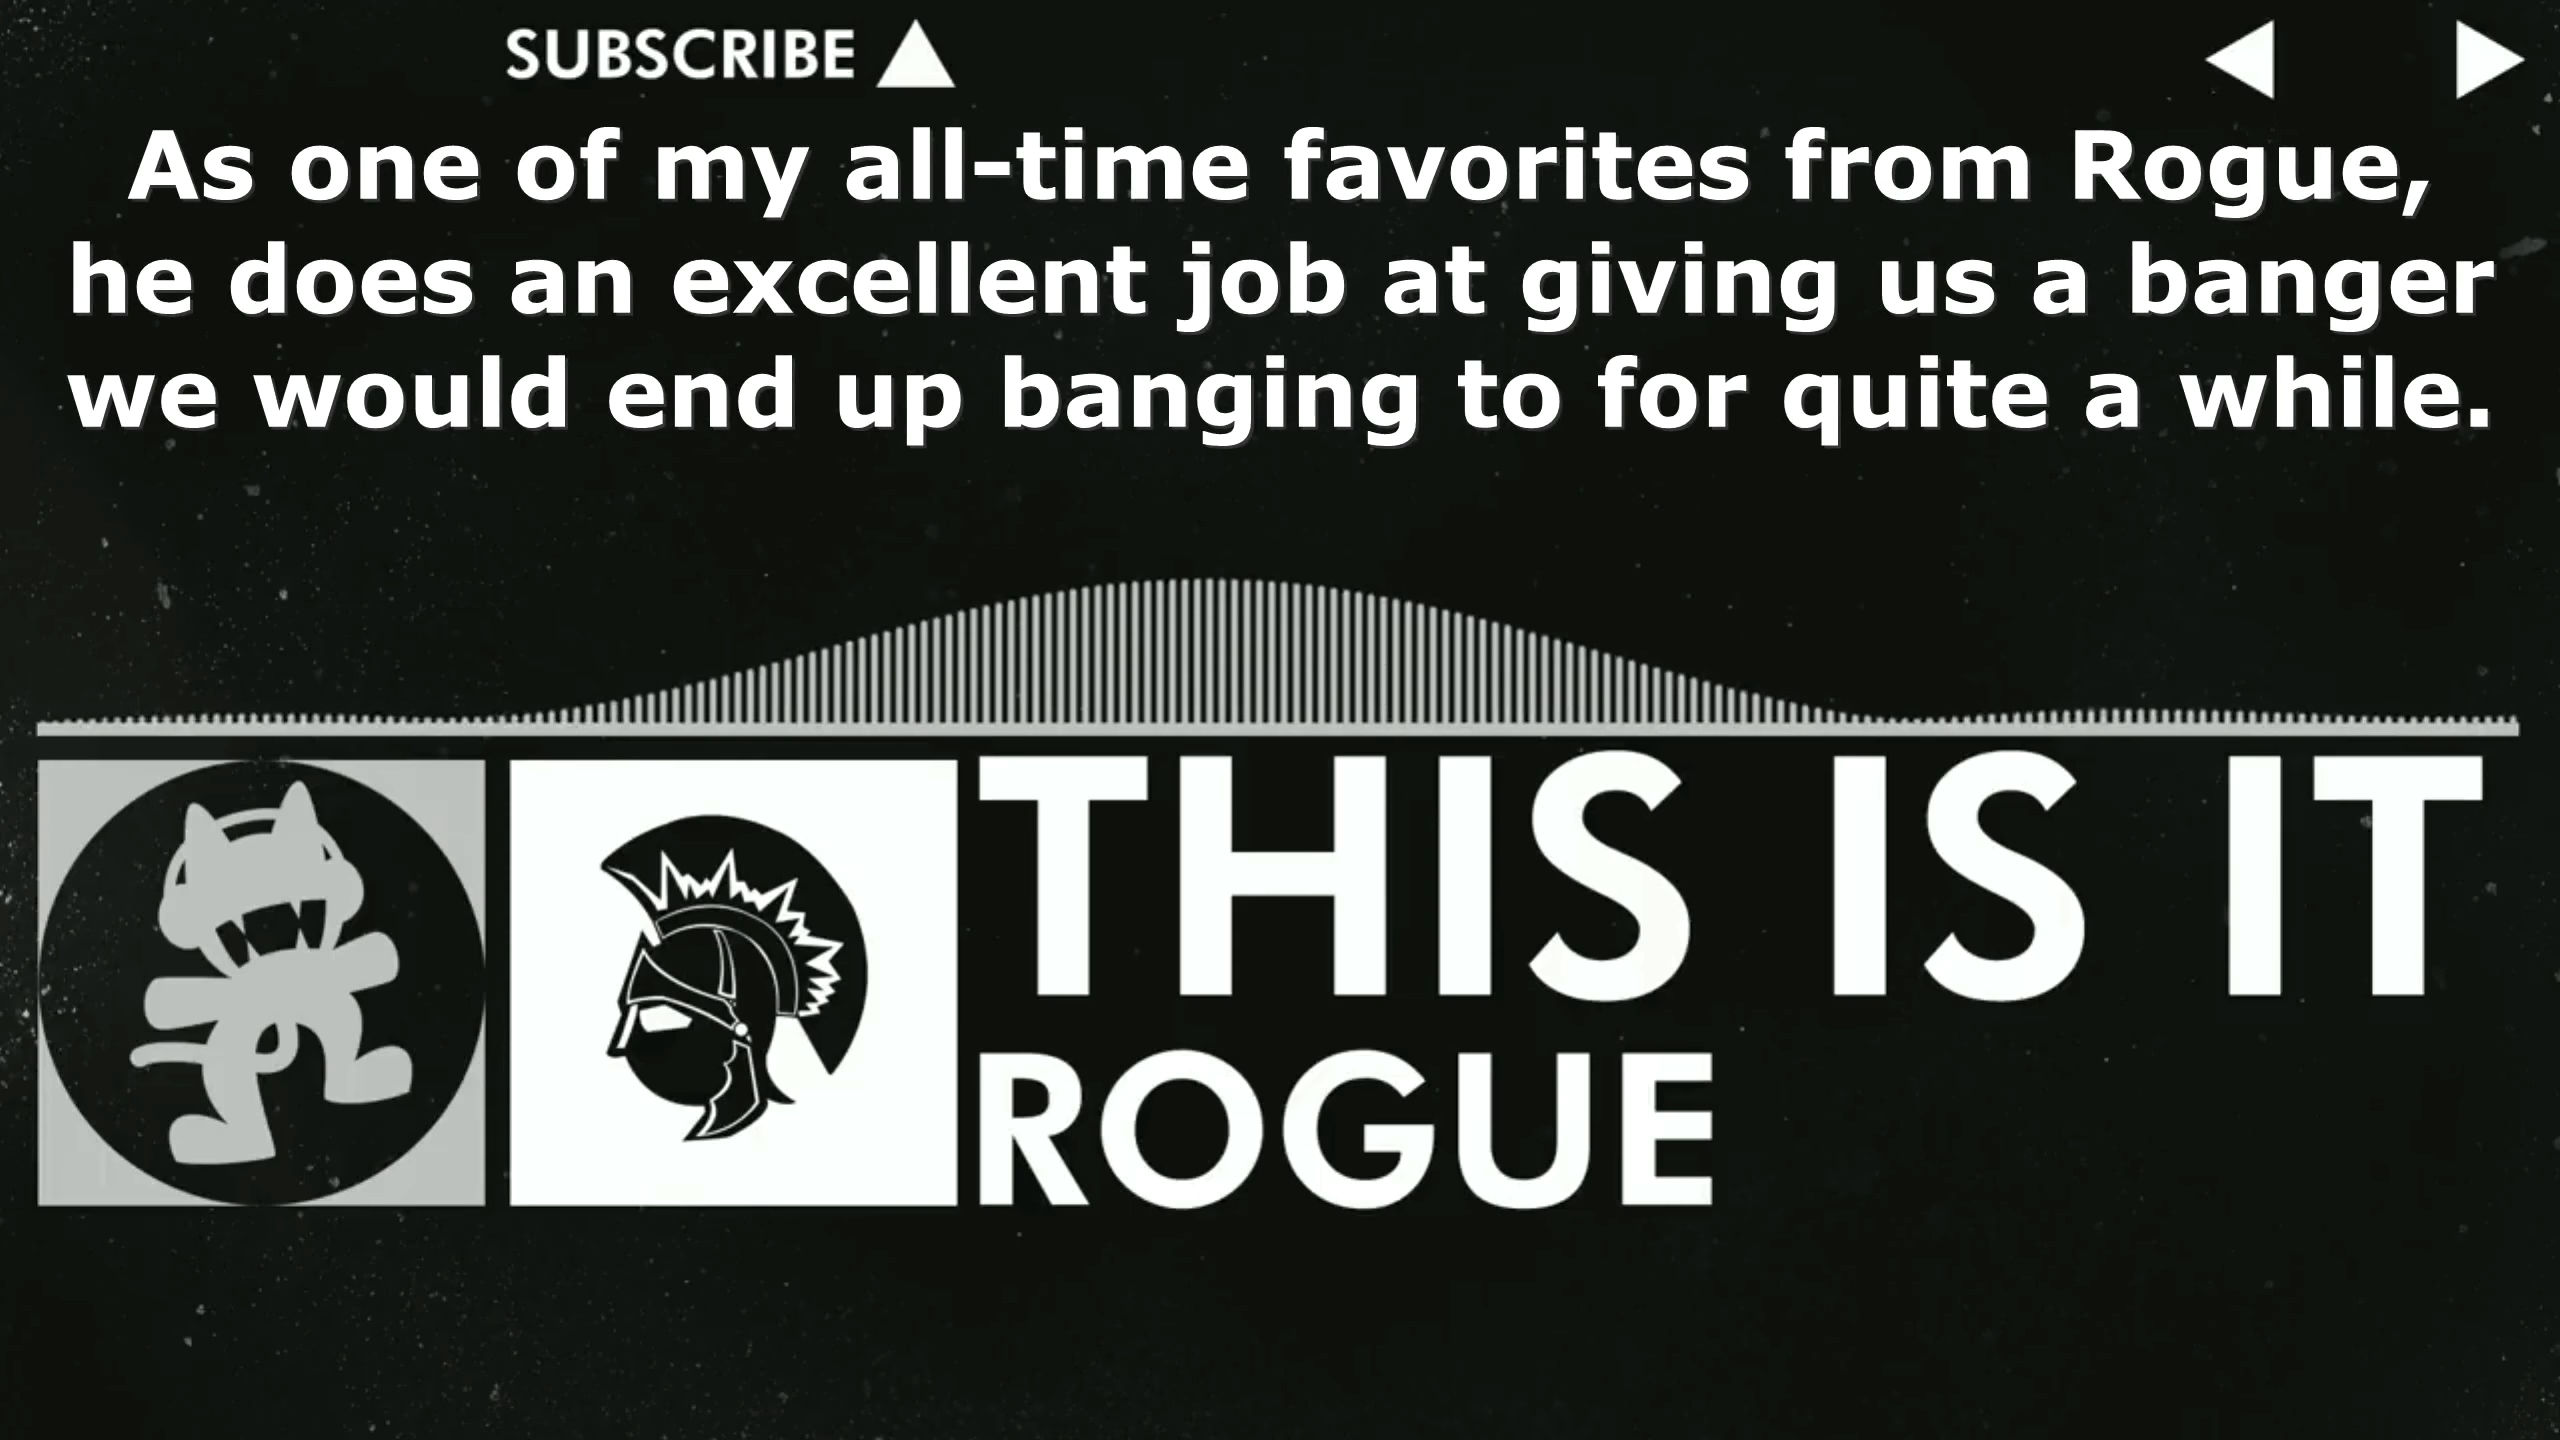 SUBSCRIBE
As one of my all-time favorites from Rogue,
he does an excellent job at giving us a banger
we would end up banging to for quite a while.
THIS IS IT
ROGUE